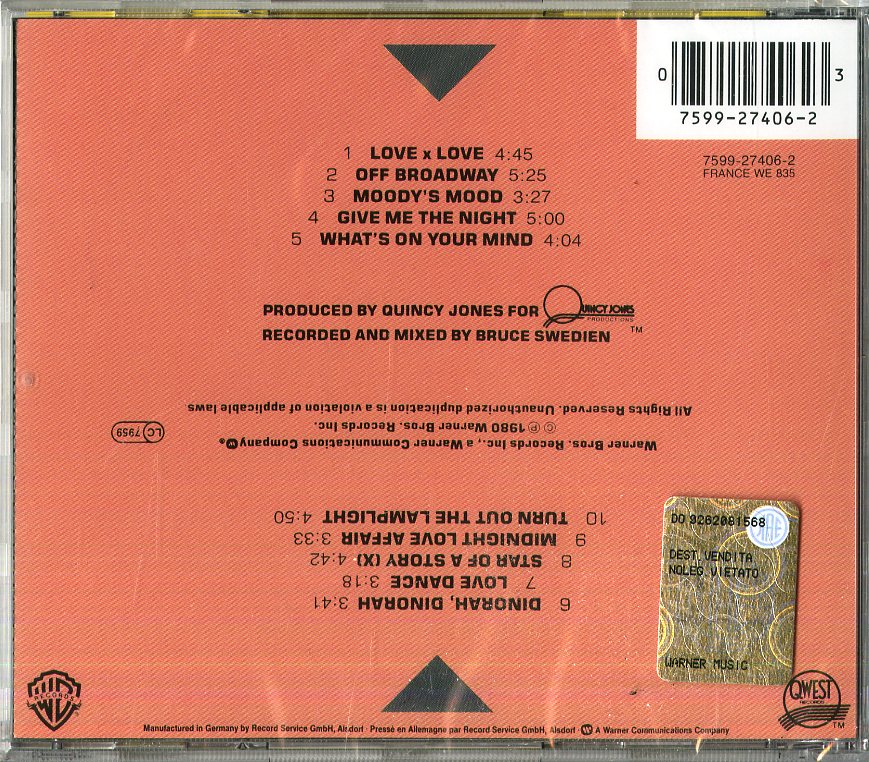 0 3
7599-27406-2
7599-27406-2
FRANCE WE 835
1 LOVE x LOVE 4:45
2 OFF BROADWAY 5:25
3 MOODY'S MOOD 3:27
4 GIVE ME THE NIGHT 5:00
5 WHAT'S ON YOUR MIND 4:04
PRODUCED BY QUINCY JONES FOR QUINCY JONES PRODUCTIONS ™
RECORDED AND MIXED BY BRUCE SWEDIEN
Warner Bros. Records Inc., a Warner Communications Company.
© ℗ 1980 Warner Bros. Records Inc.
All Rights Reserved. Unauthorized duplication is a violation of applicable laws
LC 7959
6 DINORAH, DINORAH 3:41
7 LOVE DANCE 3:18
8 STAR OF A STORY (X) 4:42
9 MIDNIGHT LOVE AFFAIR 3:33
10 TURN OUT THE LAMPLIGHT 4:50
DO 9262081568
DEST.VENDITA
NOLEG.VIETATO
WARNER MUSIC
WB RECORDS
QWEST RECORDS ™
Manufactured in Germany by Record Service GmbH, Alsdorf · Pressé en Allemagne par Record Service GmbH, Alsdorf · A Warner Communications Company